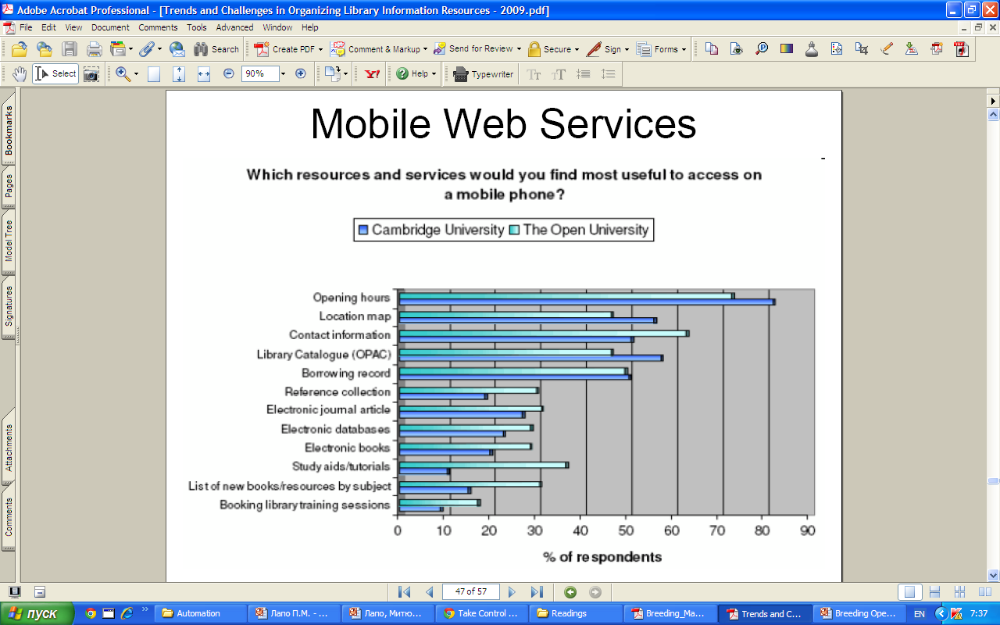 Adobe Acrobat Professional - [Trends and Challenges in Organizing Library Information Resources - 2009.pdf]
File Edit View Document Comments Tools Advanced Window Help
Search Create PDF Comment & Markup Send for Review Secure Sign Forms
Select 90% Y! Help Typewriter TT TT
Bookmarks
Pages
Model Tree
Signatures
Attachments
Comments
Mobile Web Services
-
Which resources and services would you find most useful to access on
a mobile phone?
Cambridge University The Open University
Opening hours
Location map
Contact information
Library Catalogue (OPAC)
Borrowing record
Reference collection
Electronic journal article
Electronic databases
Electronic books
Study aids/tutorials
List of new books/resources by subject
Booking library training sessions
0 10 20 30 40 50 60 70 80 90
% of respondents
47 of 57
пуск » Automation Лапо П.М. - ... Лапо, Митю... Take Control ... Readings Breeding_Ma... Trends and C... Breeding Ope... EN 7:37